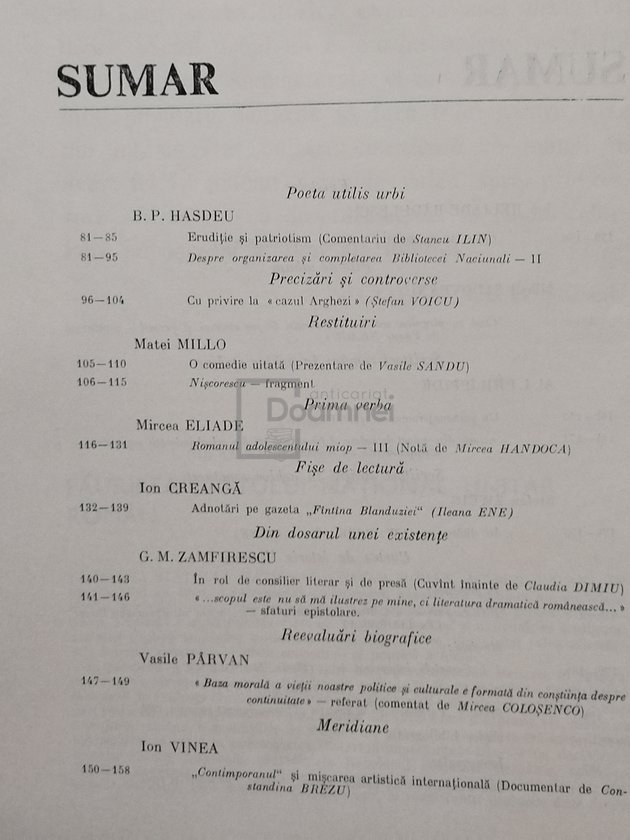 SUMAR
Poeta utilis urbi
B. P. HASDEU
81—85 Erudiție și patriotism (Comentariu de Stancu ILIN)
81—95 Despre organizarea și completarea Bibliotecei Naciunali — II
Precizări și controverse
96—104 Cu privire la « cazul Arghezi » (Ștefan VOICU)
Restituiri
Matei MILLO
105—110 O comedie uitată (Prezentare de Vasile SANDU)
106—115 Nișcorescu — fragment
anticariat
Doamnei
Prima verba
Mircea ELIADE
116—131 Romanul adolescentului miop — III (Notă de Mircea HANDOCA)
Fișe de lectură
Ion CREANGĂ
132—139 Adnotări pe gazeta „Fîntîna Blanduziei“ (Ileana ENE)
Din dosarul unei existențe
G. M. ZAMFIRESCU
140—143 În rol de consilier literar și de presă (Cuvînt înainte de Claudia DIMIU)
141—146 « ...scopul este nu să mă ilustrez pe mine, ci literatura dramatică românească... »
— sfaturi epistolare.
Reevaluări biografice
Vasile PÂRVAN
147—149 « Baza morală a vieții noastre politice și culturale e formată din conștiința despre
continuitate » — referat (comentat de Mircea COLOȘENCO)
Meridiane
Ion VINEA
150—158 „Contimporanul“ și mișcarea artistică internațională (Documentar de Con-
standina BREZU)